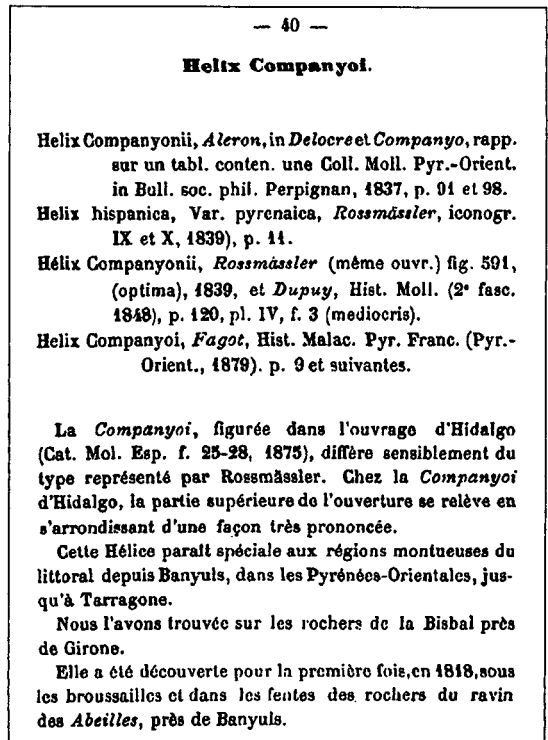 — 40 —
Helix Companyoi.
Helix Companyonii, Aleron, in Delocre et Companyo, rapp.
sur un tabl. conten. une Coll. Moll. Pyr.-Orient.
in Bull. soc. phil. Perpignan, 1837, p. 91 et 98.
Helix hispanica, Var. pyrenaica, Rossmässler, iconogr.
IX et X, 1839), p. 11.
Hélix Companyonii, Rossmässler (même ouvr.) fig. 591,
(optima), 1839, et Dupuy, Hist. Moll. (2e fasc.
1848), p. 120, pl. IV, f. 3 (mediocris).
Helix Companyoi, Fagot, Hist. Malac. Pyr. Franc. (Pyr.-
Orient., 1879). p. 9 et suivantes.
La Companyoi, figurée dans l'ouvrage d'Hidalgo
(Cat. Mol. Esp. f. 25-28, 1875), diffère sensiblement du
type représenté par Rossmässler. Chez la Companyoi
d'Hidalgo, la partie supérieure de l'ouverture se relève en
s'arrondissant d'une façon très prononcée.
Cette Hélice paraît spéciale aux régions montueuses du
littoral depuis Banyuls, dans les Pyrénées-Orientales, jus-
qu'à Tarragone.
Nous l'avons trouvée sur les rochers de la Bisbal près
de Girone.
Elle a été découverte pour la première fois, en 1818, sous
les broussailles et dans les fentes des rochers du ravin
des Abeilles, près de Banyuls.